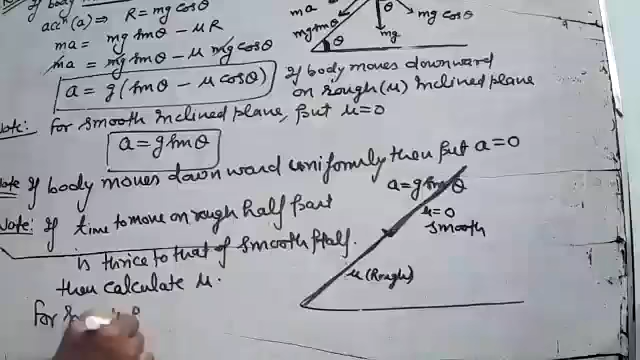 If body
acc^n (a) ⇒ R = mg cosθ
ma = mg sinθ - μR
ma = mg sinθ - μ mg cosθ
a = g(sinθ - μ cosθ)
ma
mg sinθ
θ
mg cosθ
mg
θ
If body moves downward
on rough(μ) Inclined plane
Note: For smooth Inclined plane, Put μ=0
a = g sinθ
Note If body moves downward uniformly then put a=0
Note: If time to move on rough half part
is thrice to that of smooth half.
then calculate μ.
For
a = g sinθ
μ=0
smooth
μ (Rough)